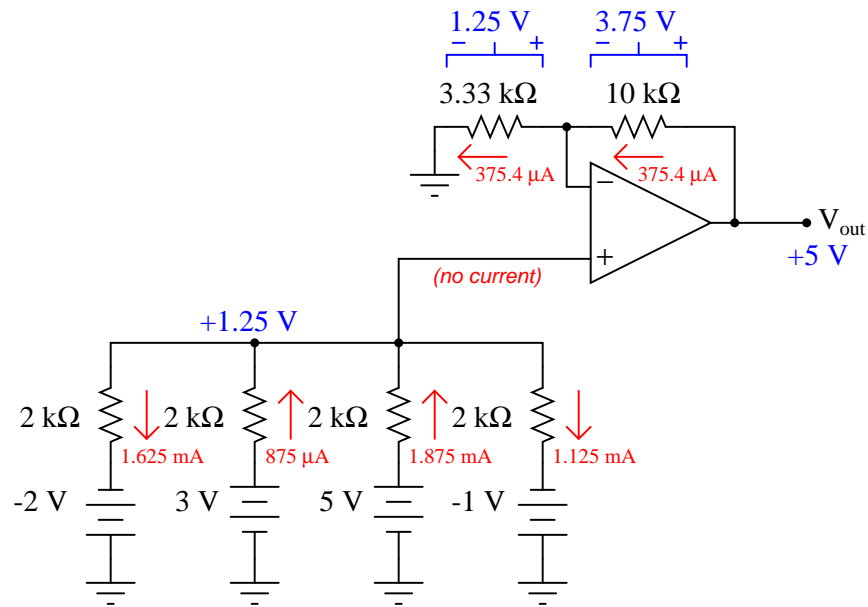 1.25 V 3.75 V
− + − +
3.33 kΩ 10 kΩ
375.4 μA 375.4 μA
−
V_out
+
+5 V
(no current)
+1.25 V
2 kΩ 2 kΩ 2 kΩ 2 kΩ
1.625 mA 875 μA 1.875 mA 1.125 mA
-2 V 3 V 5 V -1 V